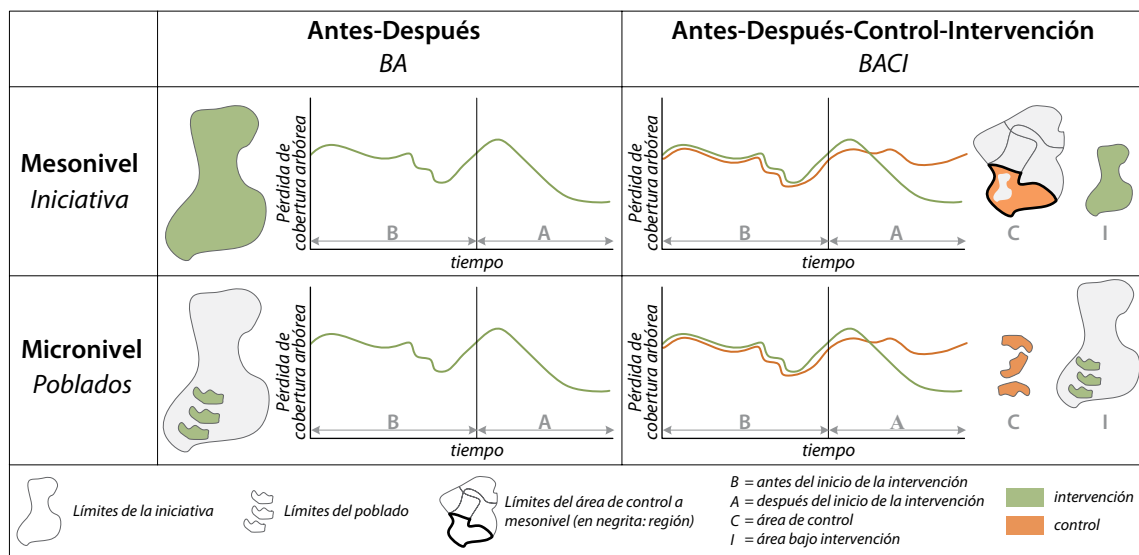 Antes-Después
BA
Antes-Después-Control-Intervención
BACI
Mesonivel
Iniciativa
Pérdida de
cobertura arbórea
B
A
tiempo
Pérdida de
cobertura arbórea
B
A
tiempo
C
I
Micronivel
Poblados
Pérdida de
cobertura arbórea
B
A
tiempo
Pérdida de
cobertura arbórea
B
A
tiempo
C
I
Límites de la iniciativa
Límites del poblado
Límites del área de control a
mesonivel (en negrita: región)
B = antes del inicio de la intervención
A = después del inicio de la intervención
C = área de control
I = área bajo intervención
intervención
control